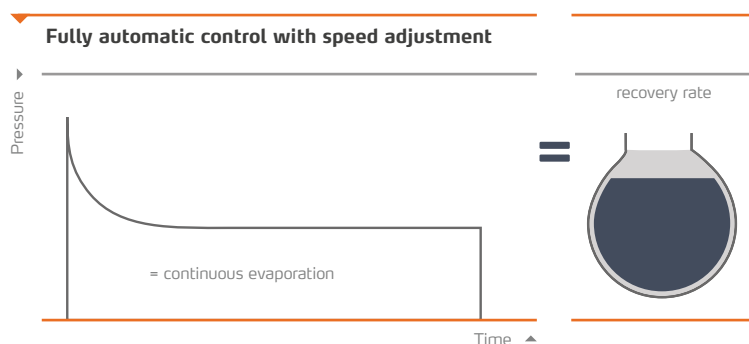 Fully automatic control with speed adjustment
Pressure
recovery rate
=
= continuous evaporation
Time